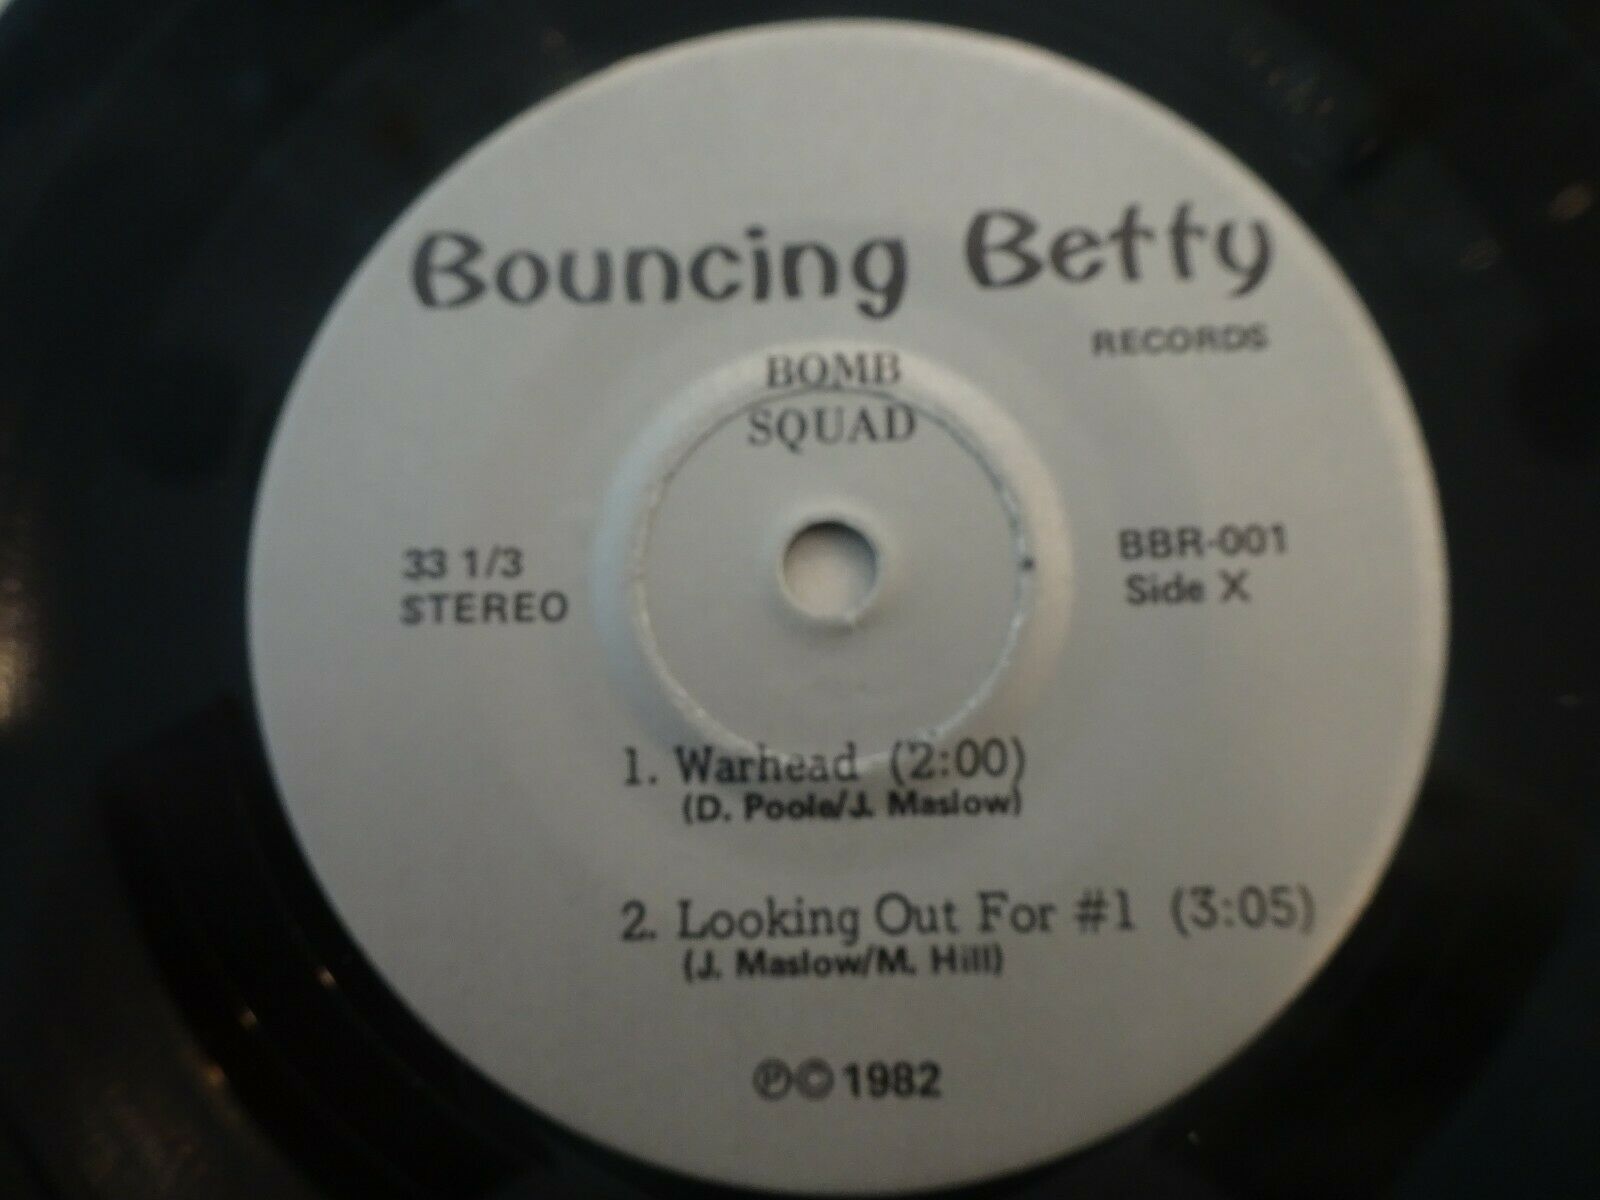 Bouncing Betty
RECORDS
BOMB
SQUAD
33 1/3
STEREO
BBR-001
Side X
1. Warhead (2:00)
(D. Poole/J. Maslow)
2. Looking Out For #1 (3:05)
(J. Maslow/M. Hill)
℗© 1982